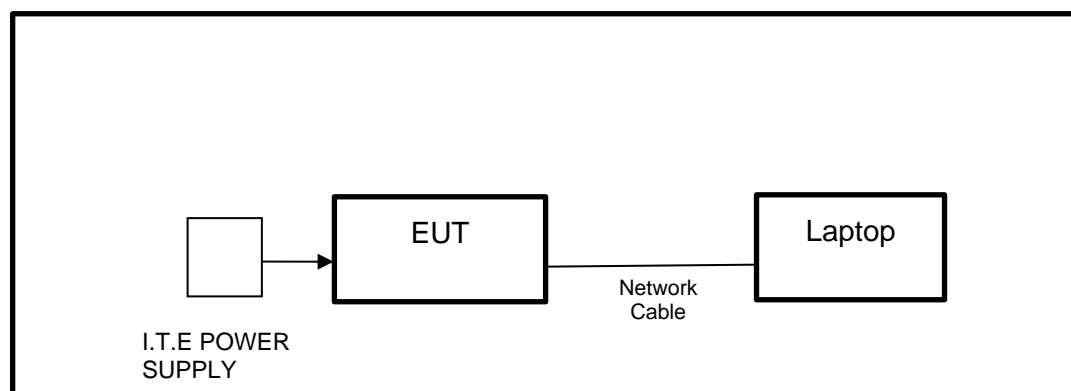 EUT
Laptop
Network
Cable
I.T.E POWER
SUPPLY